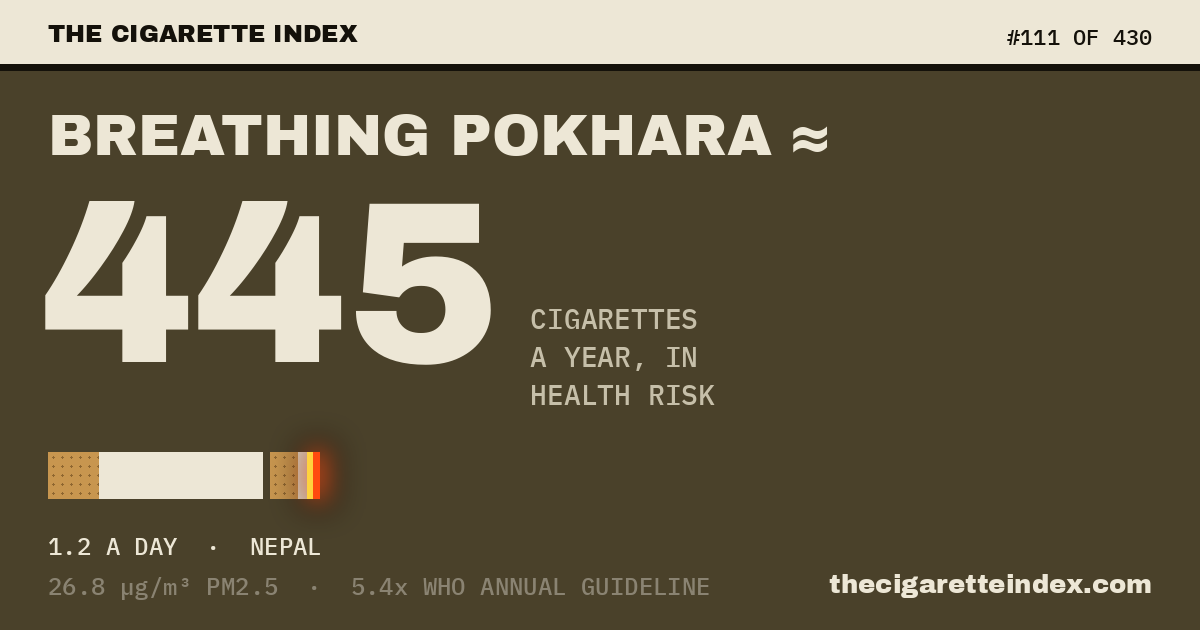 THE CIGARETTE INDEX
#111 OF 430
BREATHING POKHARA ≈
445
CIGARETTES
A YEAR, IN
HEALTH RISK
1.2 A DAY · NEPAL
26.8 µg/m³ PM2.5 · 5.4x WHO ANNUAL GUIDELINE
thecigaretteindex.com